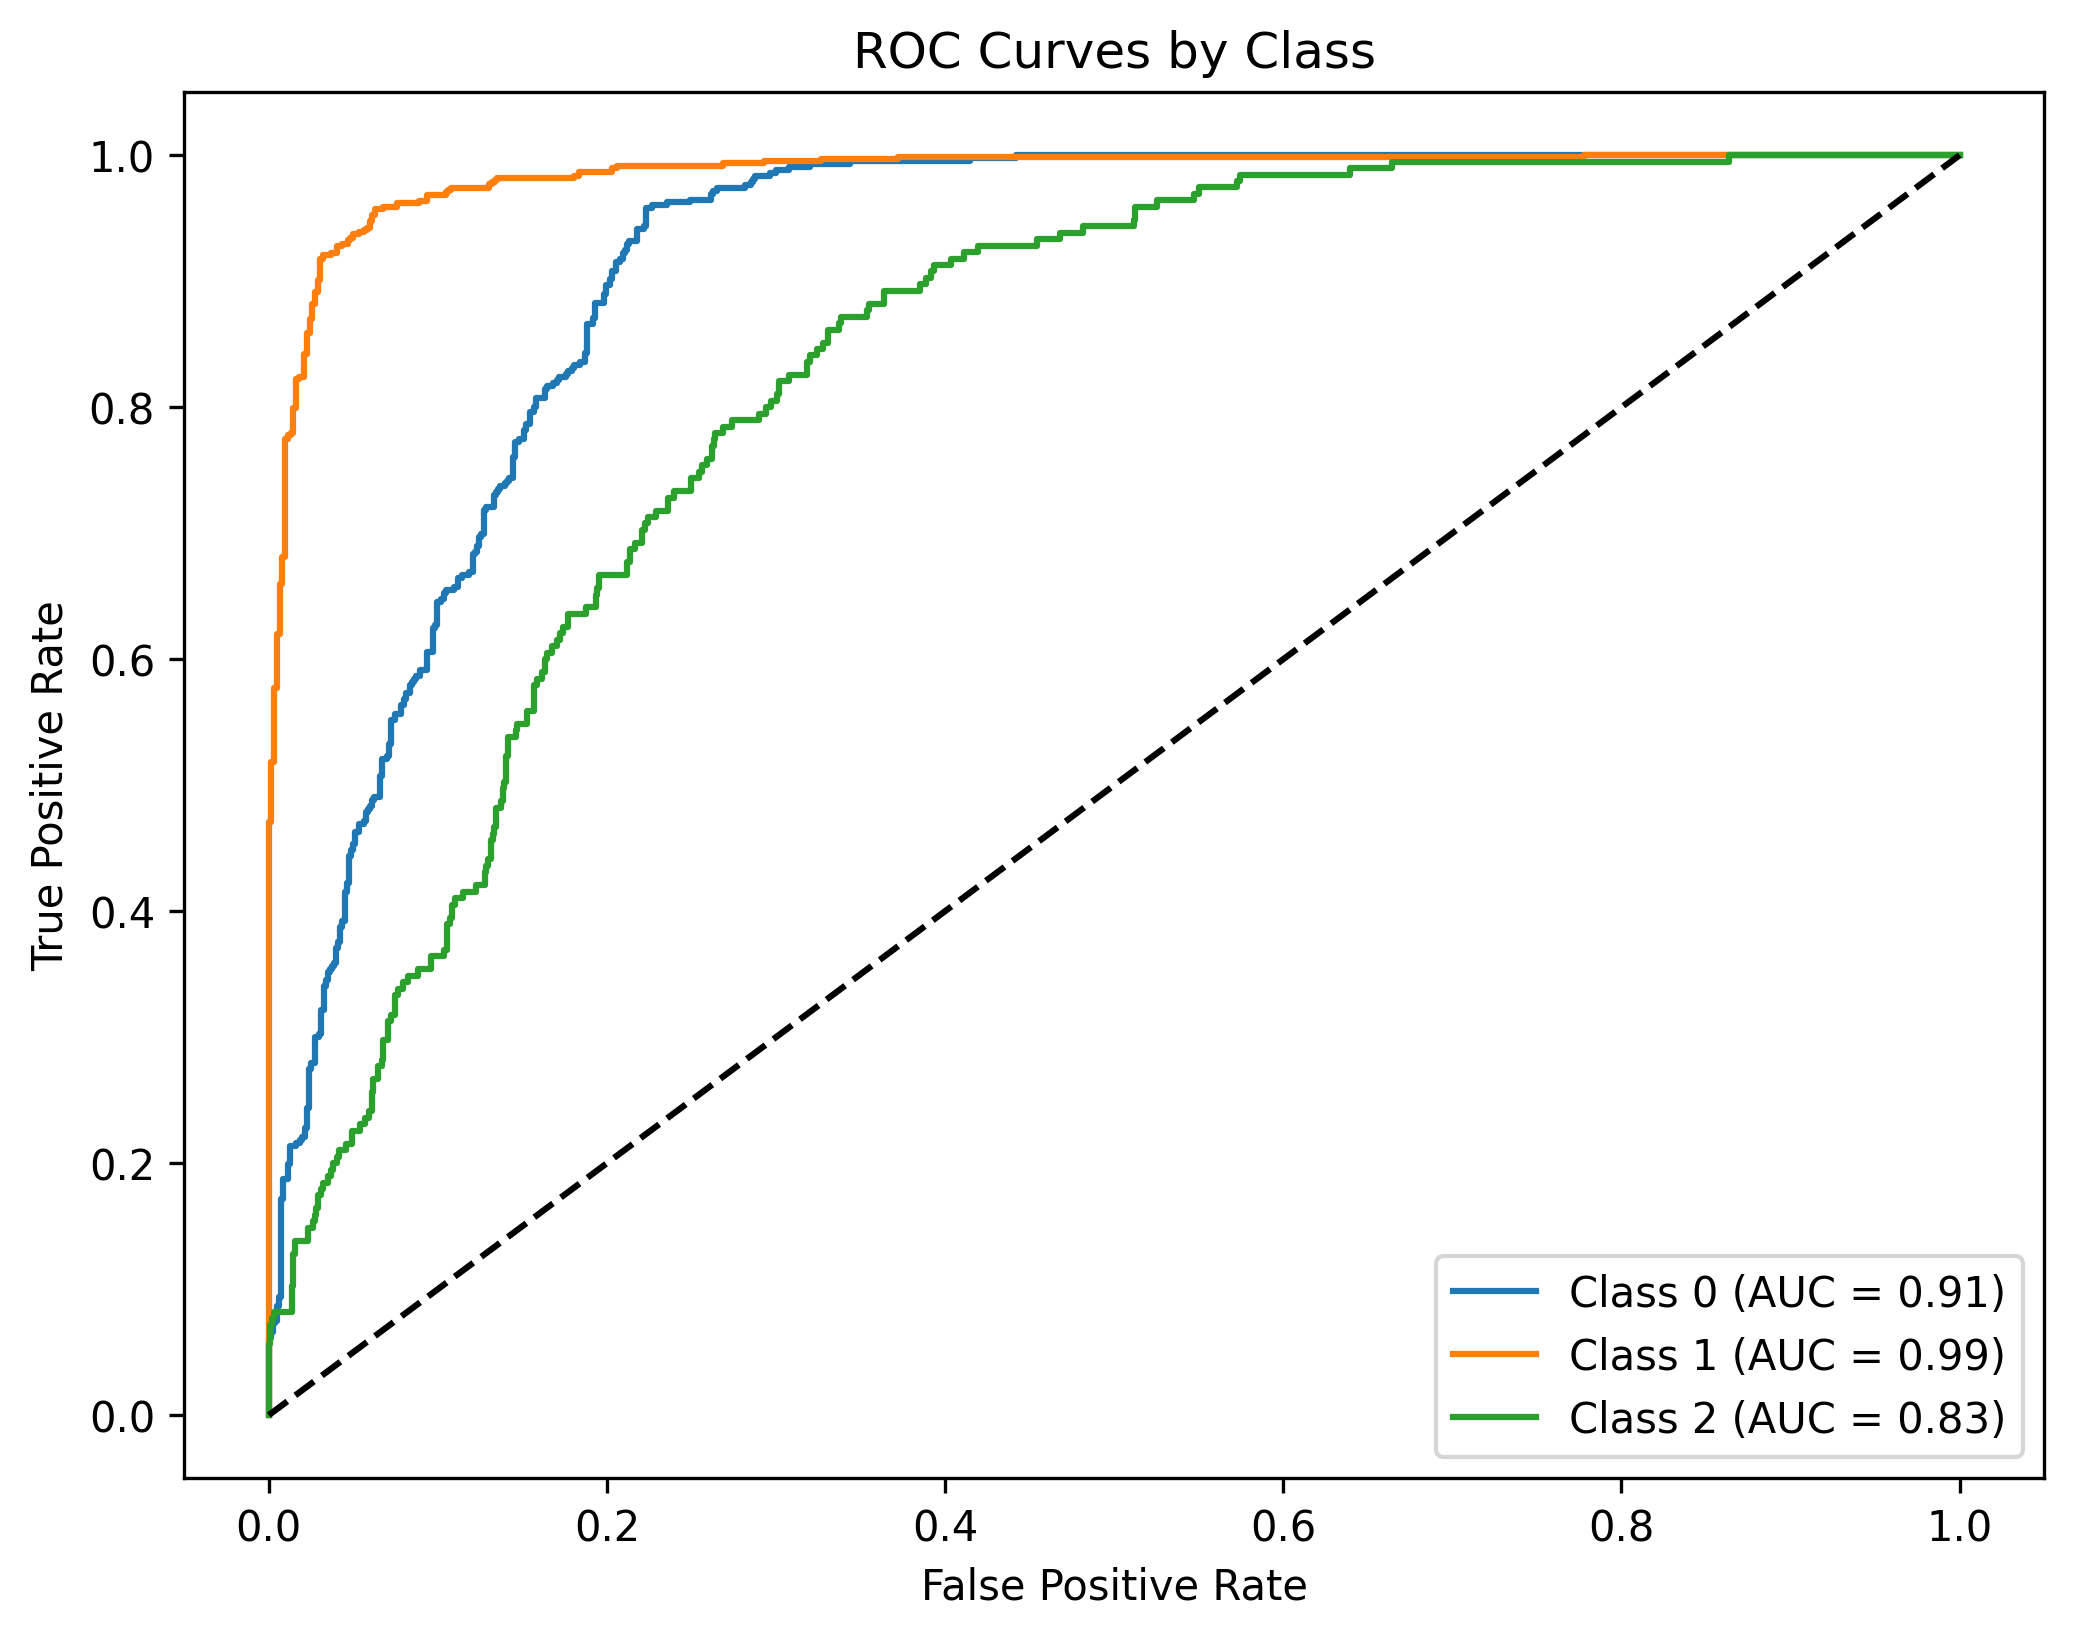 ROC Curves by Class
True Positive Rate
1.0
0.8
0.6
0.4
0.2
0.0
Class 0 (AUC = 0.91)
Class 1 (AUC = 0.99)
Class 2 (AUC = 0.83)
0.0 0.2 0.4 0.6 0.8 1.0
False Positive Rate